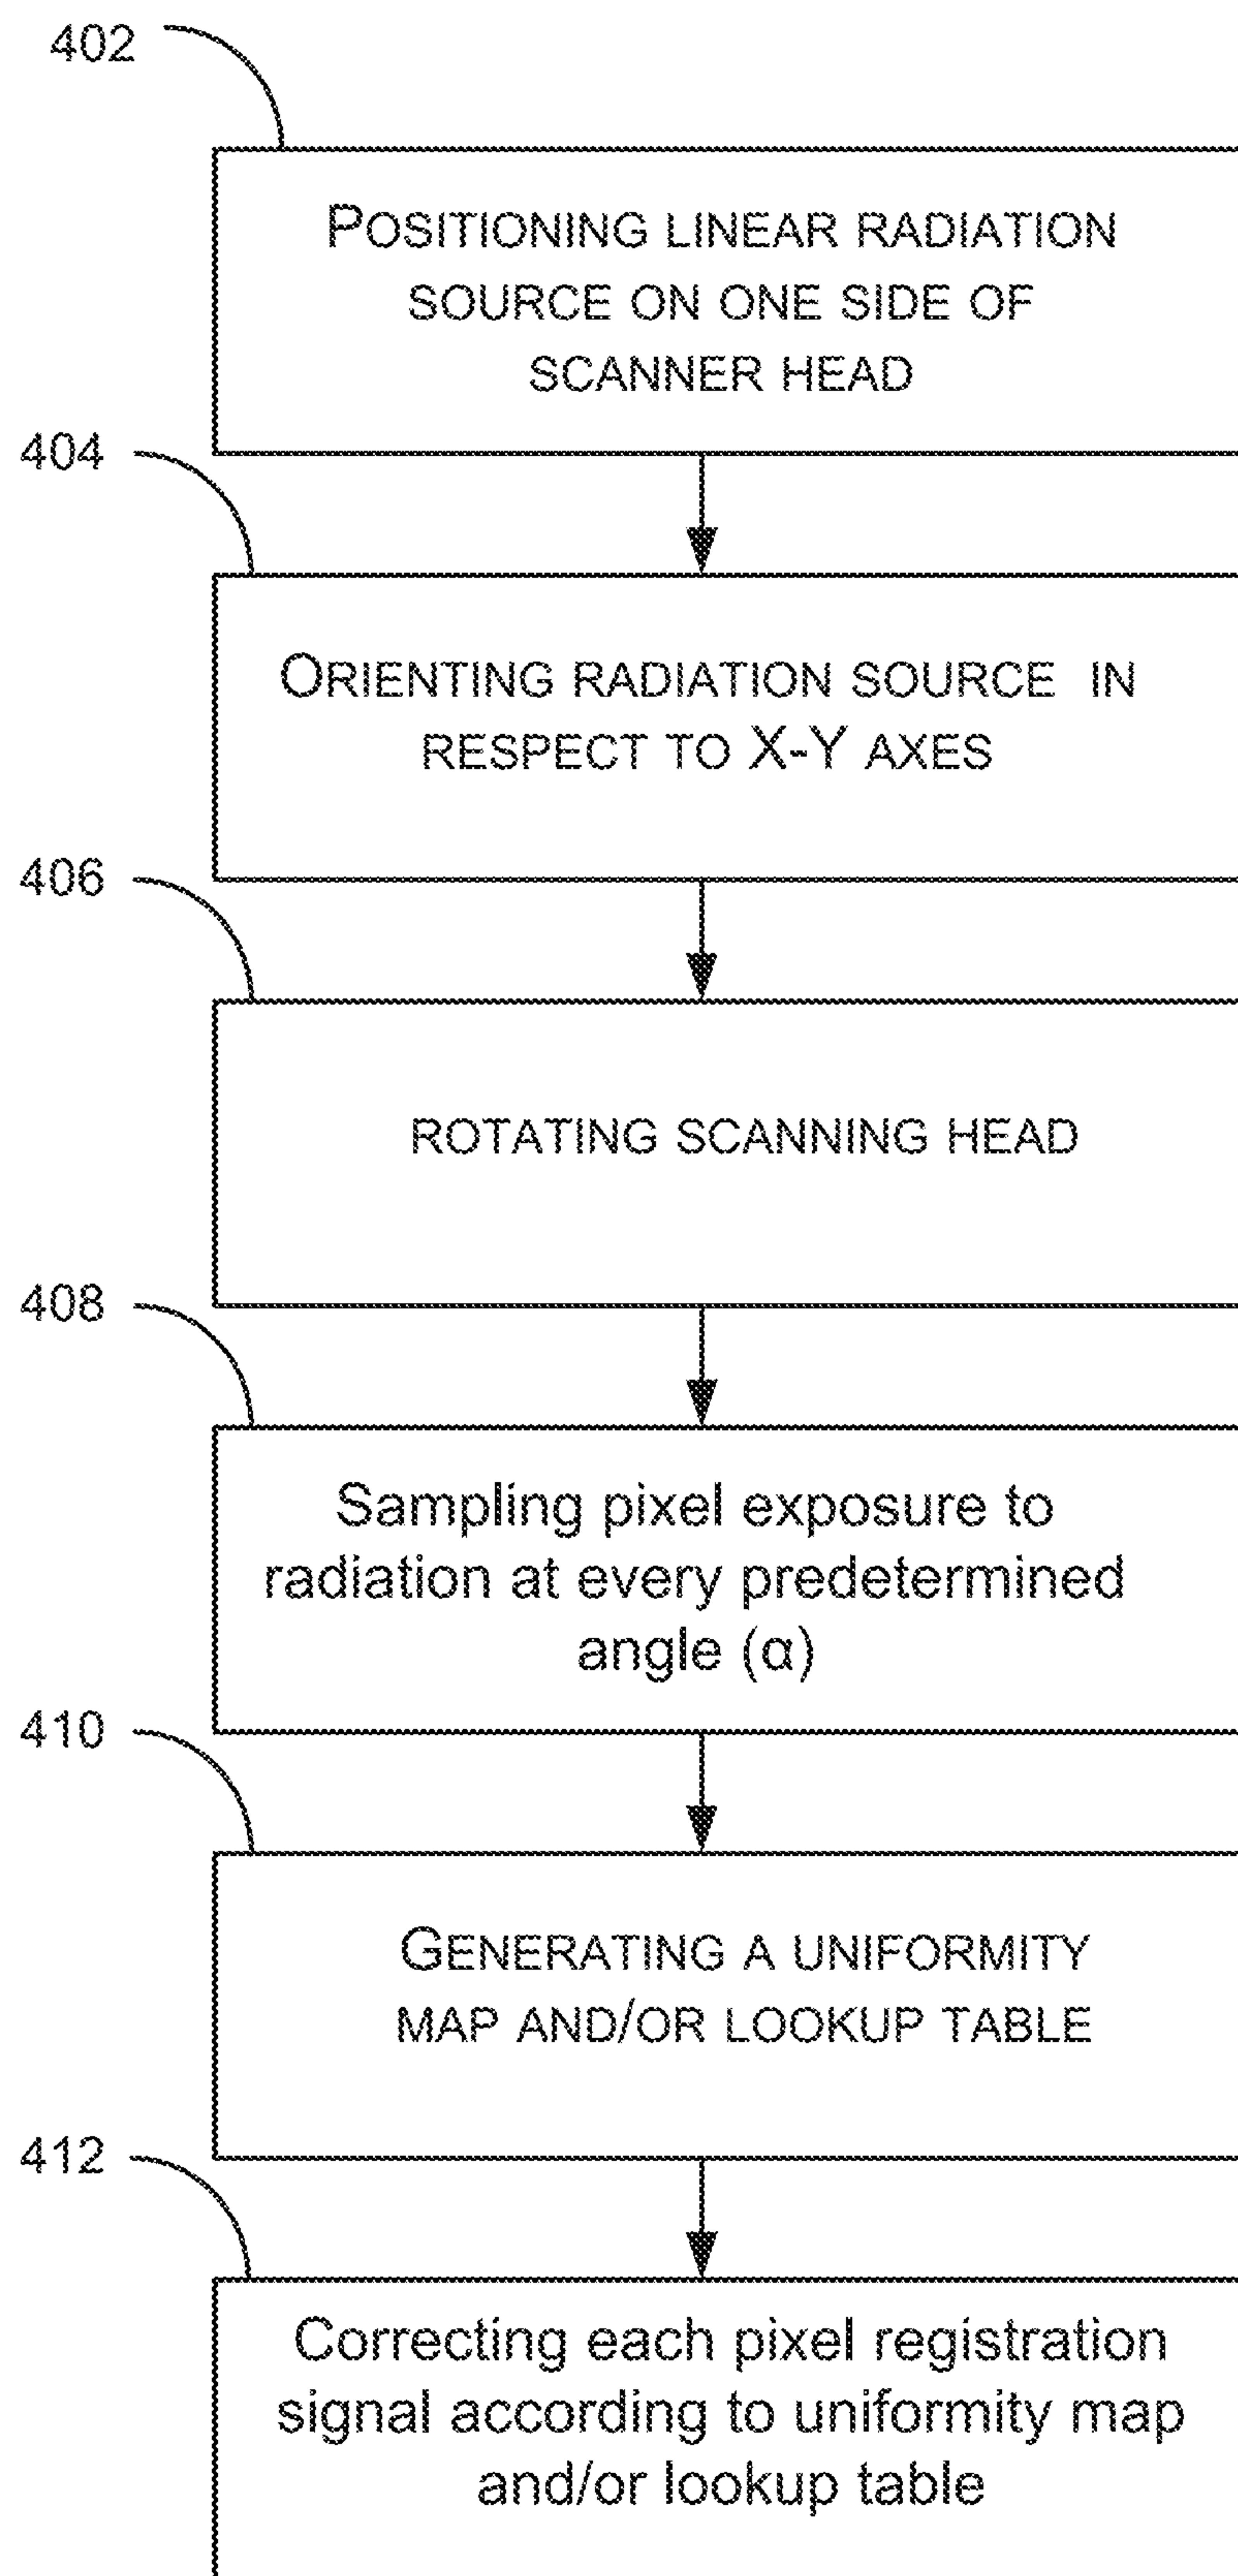 402
POSITIONING LINEAR RADIATION
SOURCE ON ONE SIDE OF
SCANNER HEAD
404
ORIENTING RADIATION SOURCE IN
RESPECT TO X-Y AXES
406
ROTATING SCANNING HEAD
408
Sampling pixel exposure to
radiation at every predetermined
angle (α)
410
GENERATING A UNIFORMITY
MAP AND/OR LOOKUP TABLE
412
Correcting each pixel registration
signal according to uniformity map
and/or lookup table